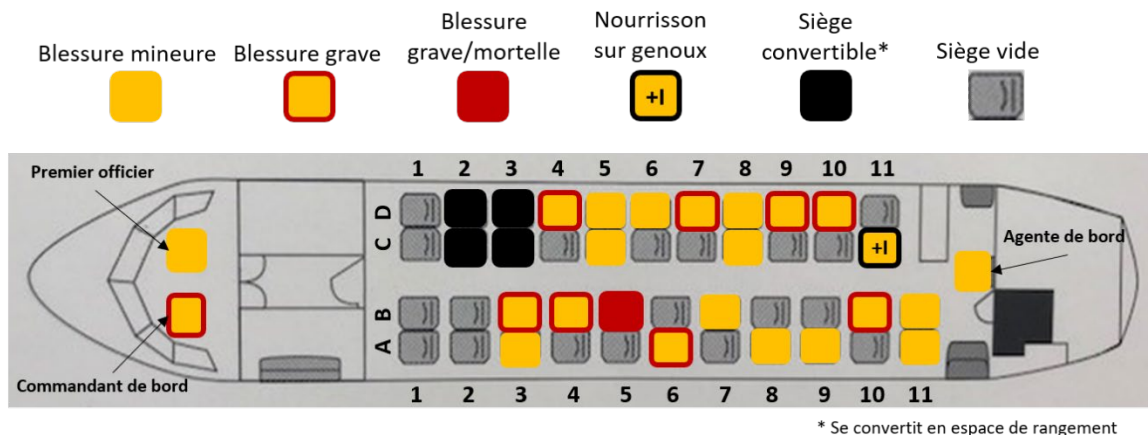 Blessure mineure
Blessure grave
Blessure
grave/mortelle
Nourrisson
sur genoux
Siège
convertible*
Siège vide
+I
Premier officier
1 2 3 4 5 6 7 8 9 10 11
D
C
+I
Agente de bord
B
A
Commandant de bord
1 2 3 4 5 6 7 8 9 10 11
* Se convertit en espace de rangement